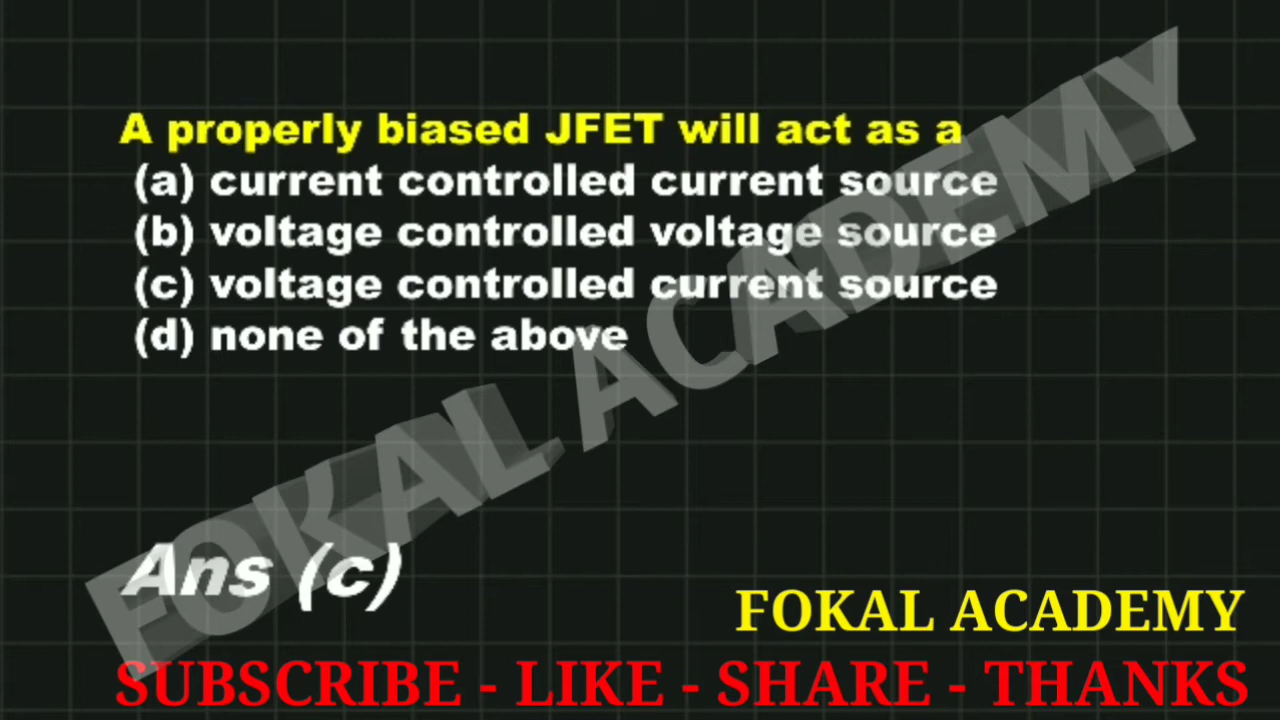 A properly biased JFET will act as a
(a) current controlled current source
(b) voltage controlled voltage source
(c) voltage controlled current source
(d) none of the above
FOKAL ACADEMY
Ans (c)
FOKAL ACADEMY
SUBSCRIBE - LIKE - SHARE - THANKS